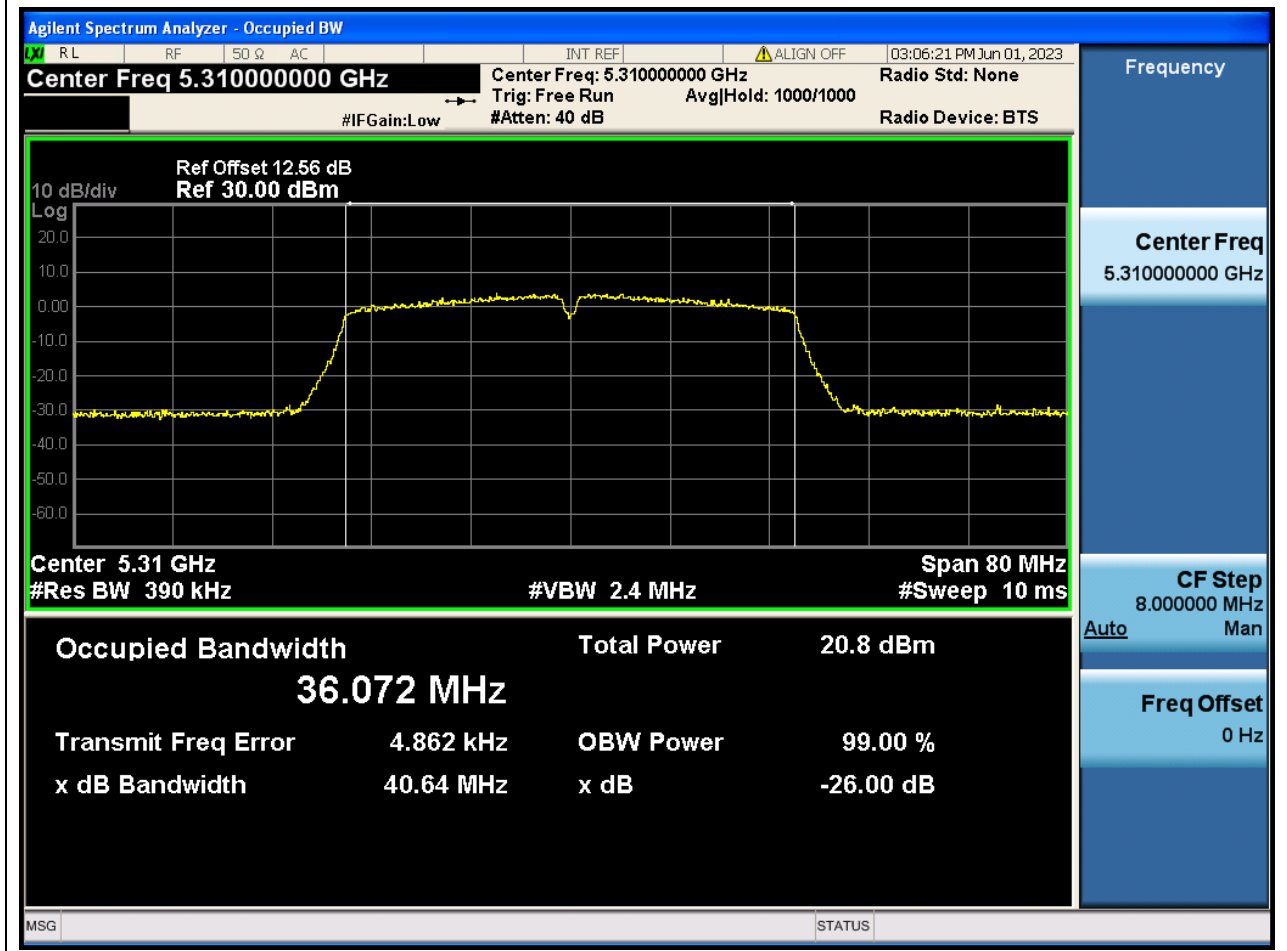 Agilent Spectrum Analyzer - Occupied BW
LXI RL RF 50 Ω AC INT REF ALIGN OFF 03:06:21 PM Jun 01, 2023
Center Freq 5.310000000 GHz
Center Freq: 5.310000000 GHz Radio Std: None
Trig: Free Run Avg|Hold: 1000/1000
#IFGain:Low #Atten: 40 dB Radio Device: BTS
Ref Offset 12.56 dB
10 dB/div Ref 30.00 dBm
Log
20.0
10.0
0.00
-10.0
-20.0
-30.0
-40.0
-50.0
-60.0
Center 5.31 GHz Span 80 MHz
#Res BW 390 kHz #VBW 2.4 MHz #Sweep 10 ms
Occupied Bandwidth Total Power 20.8 dBm
36.072 MHz
Transmit Freq Error 4.862 kHz OBW Power 99.00 %
x dB Bandwidth 40.64 MHz x dB -26.00 dB
Frequency
Center Freq
5.310000000 GHz
CF Step
8.000000 MHz
Auto Man
Freq Offset
0 Hz
MSG STATUS